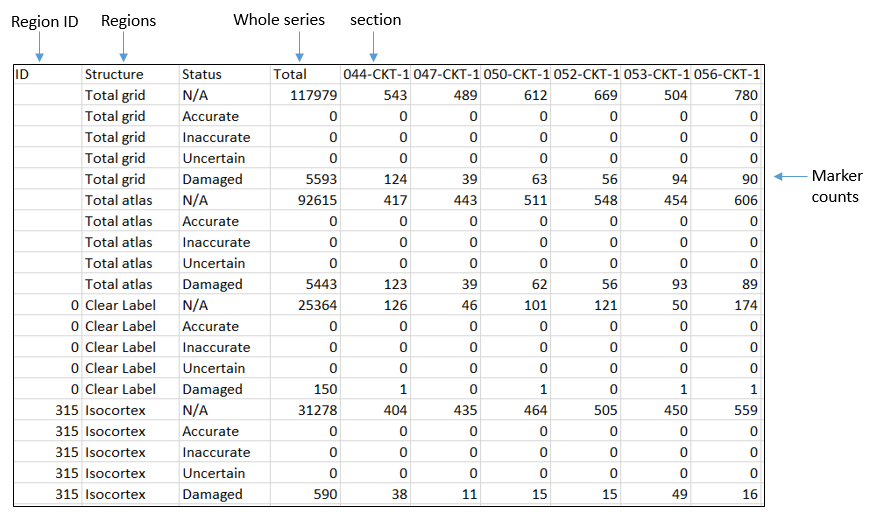 Region ID Regions Whole series section
ID Structure Status Total 044-CKT-1 047-CKT-1 050-CKT-1 052-CKT-1 053-CKT-1 056-CKT-1
Total grid N/A 117979 543 489 612 669 504 780
Total grid Accurate 0 0 0 0 0 0 0
Total grid Inaccurate 0 0 0 0 0 0 0
Total grid Uncertain 0 0 0 0 0 0 0
Total grid Damaged 5593 124 39 63 56 94 90
Marker
counts
Total atlas N/A 92615 417 443 511 548 454 606
Total atlas Accurate 0 0 0 0 0 0 0
Total atlas Inaccurate 0 0 0 0 0 0 0
Total atlas Uncertain 0 0 0 0 0 0 0
Total atlas Damaged 5443 123 39 62 56 93 89
0 Clear Label N/A 25364 126 46 101 121 50 174
0 Clear Label Accurate 0 0 0 0 0 0 0
0 Clear Label Inaccurate 0 0 0 0 0 0 0
0 Clear Label Uncertain 0 0 0 0 0 0 0
0 Clear Label Damaged 150 1 0 1 0 1 1
315 Isocortex N/A 31278 404 435 464 505 450 559
315 Isocortex Accurate 0 0 0 0 0 0 0
315 Isocortex Inaccurate 0 0 0 0 0 0 0
315 Isocortex Uncertain 0 0 0 0 0 0 0
315 Isocortex Damaged 590 38 11 15 15 49 16